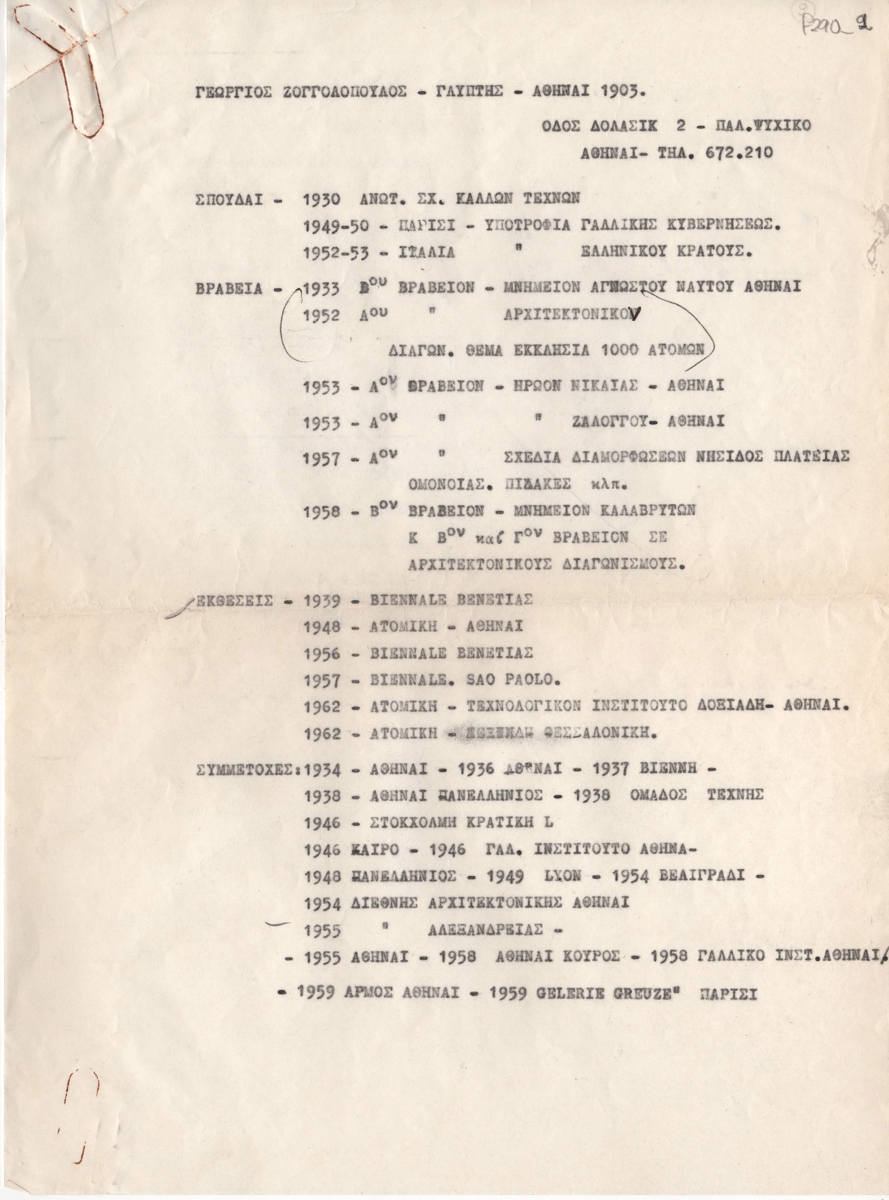 P290_2
ΓΕΩΡΓΙΟΣ ΖΟΓΓΟΛΟΠΟΥΛΟΣ - ΓΛΥΠΤΗΣ - ΑΘΗΝΑΙ 1903.
ΟΔΟΣ ΔΟΛΑΣΙΚ 2 - ΠΑΛ.ΨΥΧΙΚΟ
ΑΘΗΝΑΙ- ΤΗΛ. 672.210
ΣΠΟΥΔΑΙ - 1930 ΑΝΩΤ. ΣΧ. ΚΑΛΛΩΝ ΤΕΧΝΩΝ
1949-50 - ΠΑΡΙΣΙ - ΥΠΟΤΡΟΦΙΑ ΓΑΛΛΙΚΗΣ ΚΥΒΕΡΝΗΣΕΩΣ.
1952-53 - ΙΤΑΛΙΑ " ΕΛΛΗΝΙΚΟΥ ΚΡΑΤΟΥΣ.
ΒΡΑΒΕΙΑ - 1933 Βου ΒΡΑΒΕΙΟΝ - ΜΝΗΜΕΙΟΝ ΑΓΝΩΣΤΟΥ ΝΑΥΤΟΥ ΑΘΗΝΑΙ
1952 Αου " ΑΡΧΙΤΕΚΤΟΝΙΚΟΝ
ΔΙΑΓΩΝ. ΘΕΜΑ ΕΚΚΛΗΣΙΑ 1000 ΑΤΟΜΩΝ
1953 - Αον ΒΡΑΒΕΙΟΝ - ΗΡΩΟΝ ΝΙΚΑΙΑΣ - ΑΘΗΝΑΙ
1953 - Αον " " ΖΑΛΟΓΓΟΥ- ΑΘΗΝΑΙ
1957 - Αον " ΣΧΕΔΙΑ ΔΙΑΜΟΡΦΩΣΕΩΝ ΝΗΣΙΔΟΣ ΠΛΑΤΕΙΑΣ
ΟΜΟΝΟΙΑΣ. ΠΙΔΑΚΕΣ κλπ.
1958 - Βον ΒΡΑΒΕΙΟΝ - ΜΝΗΜΕΙΟΝ ΚΑΛΑΒΡΥΤΩΝ
Κ Βον καί Γον ΒΡΑΒΕΙΟΝ ΣΕ
ΑΡΧΙΤΕΚΤΟΝΙΚΟΥΣ ΔΙΑΓΩΝΙΣΜΟΥΣ.
ΕΚΘΕΣΕΙΣ - 1939 - BIENNALE ΒΕΝΕΤΙΑΣ
1948 - ΑΤΟΜΙΚΗ - ΑΘΗΝΑΙ
1956 - BIENNALE ΒΕΝΕΤΙΑΣ
1957 - BIENNALE. SAO PAOLO.
1962 - ΑΤΟΜΙΚΗ - ΤΕΧΝΟΛΟΓΙΚΟΝ ΙΝΣΤΙΤΟΥΤΟ ΔΟΞΙΑΔΗ- ΑΘΗΝΑΙ.
1962 - ΑΤΟΜΙΚΗ - ΘΕΣΣΑΛΟΝΙΚΗ.
ΣΥΜΜΕΤΟΧΕΣ:1934 - ΑΘΗΝΑΙ - 1936 ΑΘΗΝΑΙ - 1937 ΒΙΕΝΝΗ -
1938 - ΑΘΗΝΑΙ ΠΑΝΕΛΛΗΝΙΟΣ - 1938 ΟΜΑΔΟΣ ΤΕΧΝΗΣ
1946 - ΣΤΟΚΧΟΛΜΗ ΚΡΑΤΙΚΗ L
1946 ΚΑΙΡΟ - 1946 ΓΑΛ. ΙΝΣΤΙΤΟΥΤΟ ΑΘΗΝΑ-
1948 ΠΑΝΕΛΛΗΝΙΟΣ - 1949 LYON - 1954 ΒΕΛΙΓΡΑΔΙ -
1954 ΔΙΕΘΝΗΣ ΑΡΧΙΤΕΚΤΟΝΙΚΗΣ ΑΘΗΝΑΙ
1955 " ΑΛΕΞΑΝΔΡΕΙΑΣ -
- 1955 ΑΘΗΝΑΙ - 1958 ΑΘΗΝΑΙ ΚΟΥΡΟΣ - 1958 ΓΑΛΛΙΚΟ ΙΝΣΤ.ΑΘΗΝΑΙ/
- 1959 ΑΡΜΟΣ ΑΘΗΝΑΙ - 1959 GELERIE GREUZE" ΠΑΡΙΣΙ